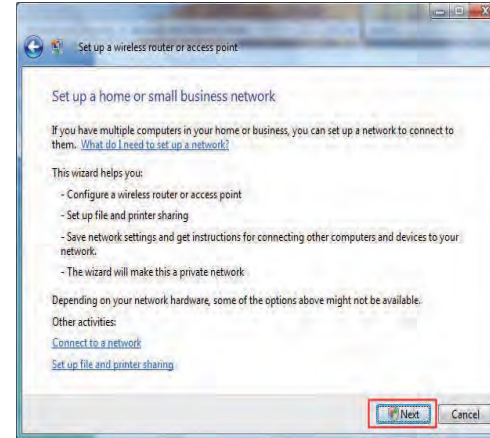 Set up a wireless router or access point
Set up a home or small business network
If you have multiple computers in your home or business, you can set up a network to connect to
them. What do I need to set up a network?
This wizard helps you:
- Configure a wireless router or access point
- Set up file and printer sharing
- Save network settings and get instructions for connecting other computers and devices to your
network.
- The wizard will make this a private network
Depending on your network hardware, some of the options above might not be available.
Other activities:
Connect to a network
Set up file and printer sharing
Next Cancel